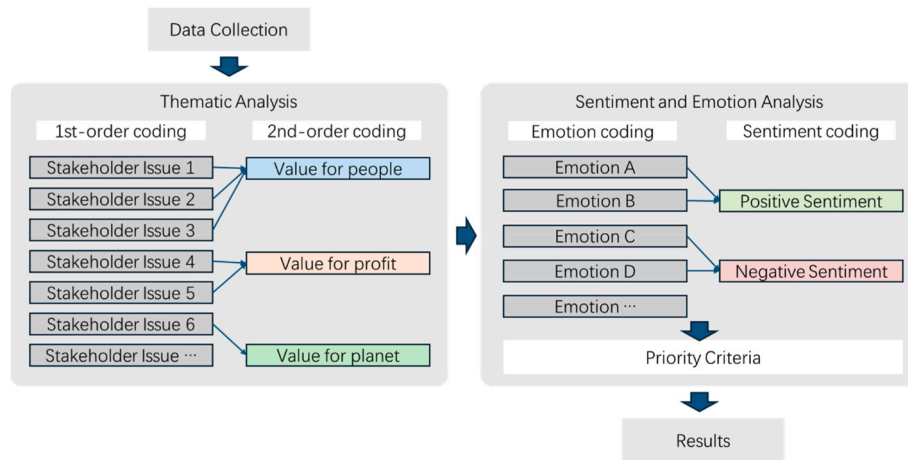 Data Collection
Thematic Analysis
1st-order coding
2nd-order coding
Stakeholder Issue 1
Stakeholder Issue 2
Stakeholder Issue 3
Stakeholder Issue 4
Stakeholder Issue 5
Stakeholder Issue 6
Stakeholder Issue ⋯
Value for people
Value for profit
Value for planet
Sentiment and Emotion Analysis
Emotion coding
Sentiment coding
Emotion A
Emotion B
Emotion C
Emotion D
Emotion ⋯
Positive Sentiment
Negative Sentiment
Priority Criteria
Results